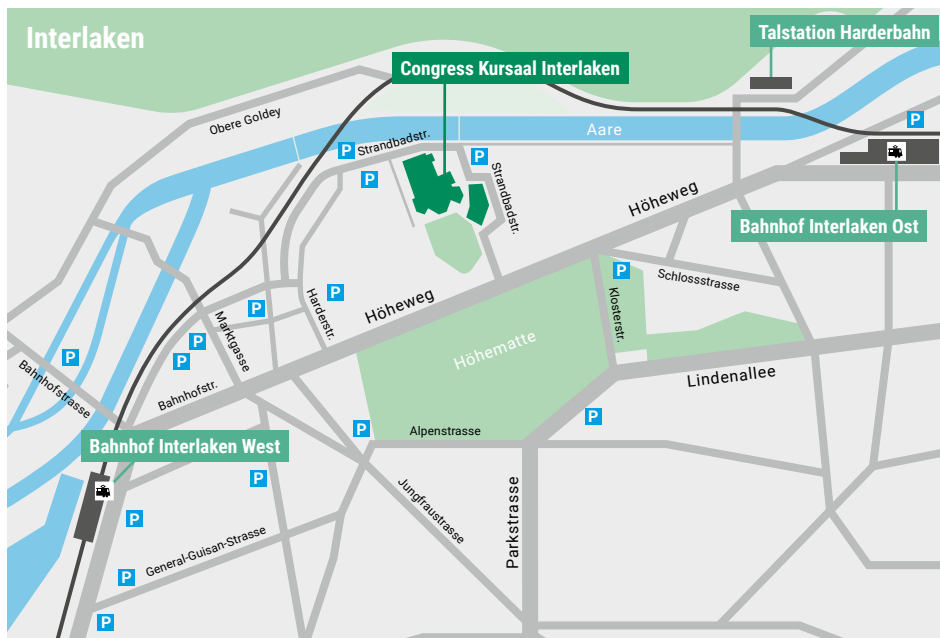 Interlaken
Talstation Harderbahn
Congress Kursaal Interlaken
Obere Goldey
P
Aare
Strandbadstr.
P
P
P
Strandbadstr.
Höheweg
Bahnhof Interlaken Ost
P
Schlossstrasse
P
Klosterstr.
Höheweg
Harderstr.
P
Marktgasse
P
P
P
Höhematte
Bahnhofstrasse
Lindenallee
Bahnhofstr.
P
P
Alpenstrasse
Bahnhof Interlaken West
P
Jungfraustrasse
Parkstrasse
P
General-Guisan-Strasse
P
P